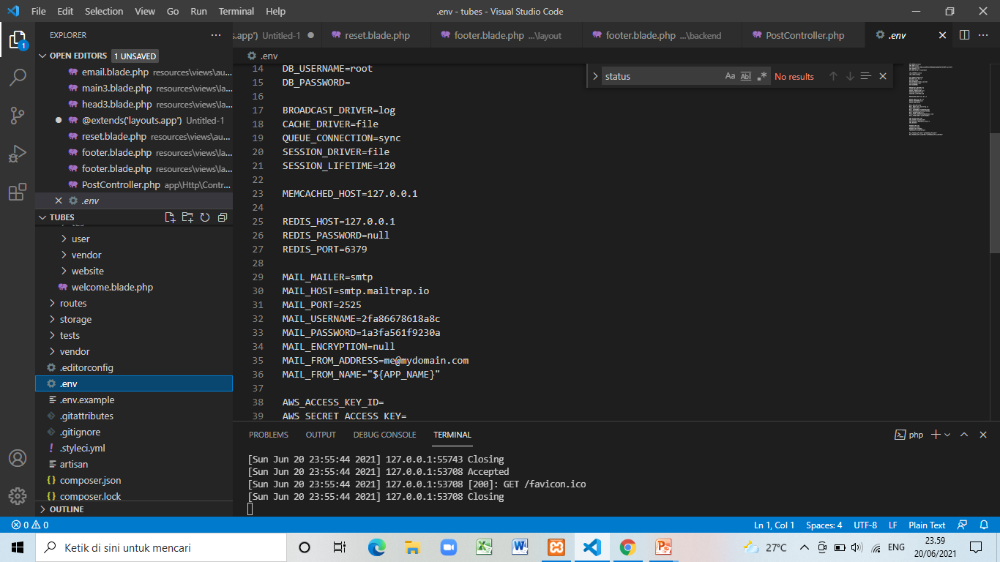 File Edit Selection View Go Run Terminal Help .env - tubes - Visual Studio Code
EXPLORER
s.app') Untitled-1 reset.blade.php footer.blade.php ...\layout footer.blade.php ...\backend PostController.php .env
OPEN EDITORS 1 UNSAVED
email.blade.php resources\views\au...
main3.blade.php resources\views\la...
head3.blade.php resources\views\la...
@extends('layouts.app') Untitled-1
reset.blade.php resources\views\au...
footer.blade.php resources\views\la...
footer.blade.php resources\views\la...
PostController.php app\Http\Contr...
.env
1
TUBES
user
vendor
website
welcome.blade.php
routes
storage
tests
vendor
.editorconfig
.env
.env.example
.gitattributes
.gitignore
.styleci.yml
artisan
composer.json
composer.lock
OUTLINE
.env
status Aa Abl .* No results
14 DB_USERNAME=root
15 DB_PASSWORD=
16
17 BROADCAST_DRIVER=log
18 CACHE_DRIVER=file
19 QUEUE_CONNECTION=sync
20 SESSION_DRIVER=file
21 SESSION_LIFETIME=120
22
23 MEMCACHED_HOST=127.0.0.1
24
25 REDIS_HOST=127.0.0.1
26 REDIS_PASSWORD=null
27 REDIS_PORT=6379
28
29 MAIL_MAILER=smtp
30 MAIL_HOST=smtp.mailtrap.io
31 MAIL_PORT=2525
32 MAIL_USERNAME=2fa86678618a8c
33 MAIL_PASSWORD=1a3fa561f9230a
34 MAIL_ENCRYPTION=null
35 MAIL_FROM_ADDRESS=me@mydomain.com
36 MAIL_FROM_NAME="${APP_NAME}"
37
38 AWS_ACCESS_KEY_ID=
39 AWS_SECRET_ACCESS_KEY=
PROBLEMS OUTPUT DEBUG CONSOLE TERMINAL php
[Sun Jun 20 23:55:44 2021] 127.0.0.1:55743 Closing
[Sun Jun 20 23:55:44 2021] 127.0.0.1:53708 Accepted
[Sun Jun 20 23:55:44 2021] 127.0.0.1:53708 [200]: GET /favicon.ico
[Sun Jun 20 23:55:44 2021] 127.0.0.1:53708 Closing
0 0 Ln 1, Col 1 Spaces: 4 UTF-8 LF Plain Text
Ketik di sini untuk mencari 27°C ENG 23.59
20/06/2021